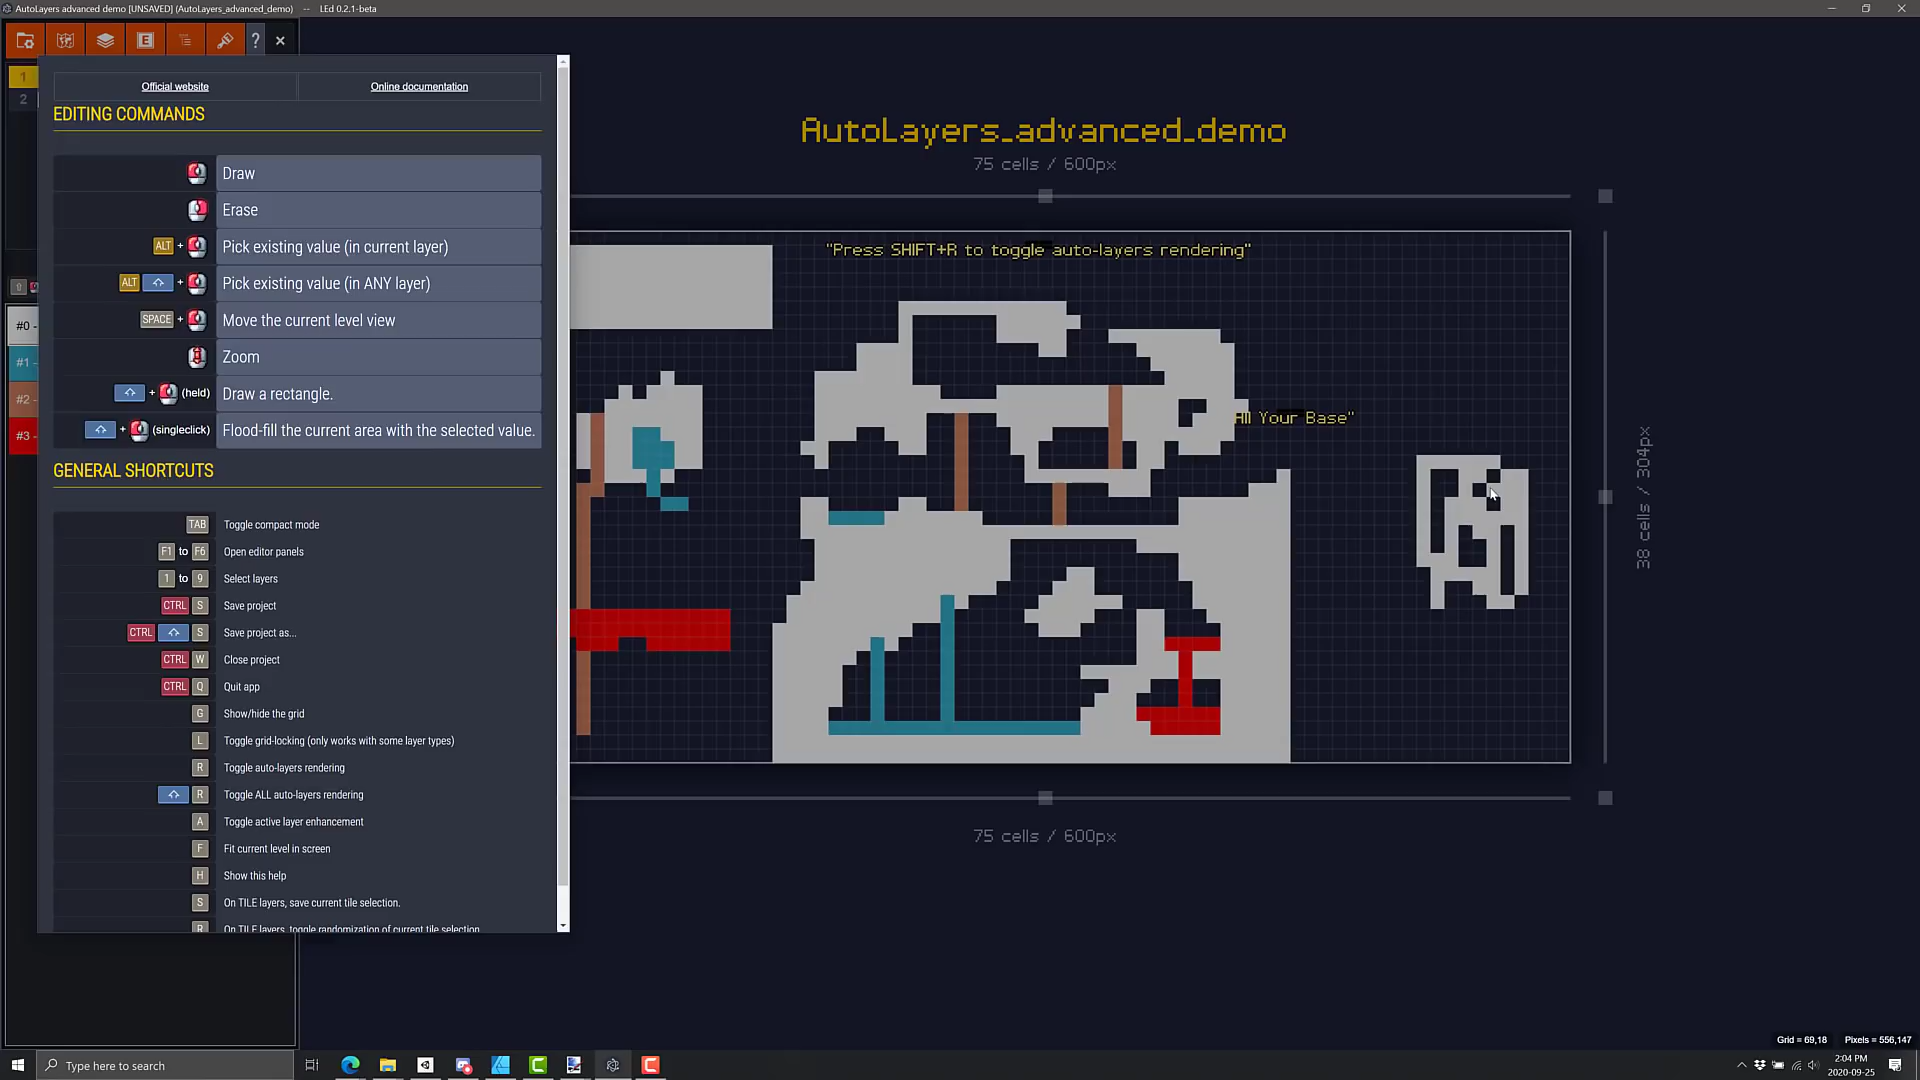 AutoLayers advanced demo [UNSAVED] (AutoLayers_advanced_demo) -- LEd 0.2.1-beta
E
?
1
2
Official website
Online documentation
EDITING COMMANDS
Draw
Erase
ALT + Pick existing value (in current layer)
ALT + Pick existing value (in ANY layer)
SPACE + Move the current level view
Zoom
+ (held) Draw a rectangle.
+ (singleclick) Flood-fill the current area with the selected value.
GENERAL SHORTCUTS
TAB Toggle compact mode
F1 to F6 Open editor panels
1 to 9 Select layers
CTRL S Save project
CTRL S Save project as...
CTRL W Close project
CTRL Q Quit app
G Show/hide the grid
L Toggle grid-locking (only works with some layer types)
R Toggle auto-layers rendering
R Toggle ALL auto-layers rendering
A Toggle active layer enhancement
F Fit current level in screen
H Show this help
S On TILE layers, save current tile selection.
R On TILE layers, toggle randomization of current tile selection
#0 -
#1 -
#2 -
#3 -
AutoLayers_advanced_demo
75 cells / 600px
"Press SHIFT+R to toggle auto-layers rendering"
All Your Base"
38 cells / 304px
75 cells / 600px
Grid = 69,18
Pixels = 556,147
Type here to search
2:04 PM
2020-09-25